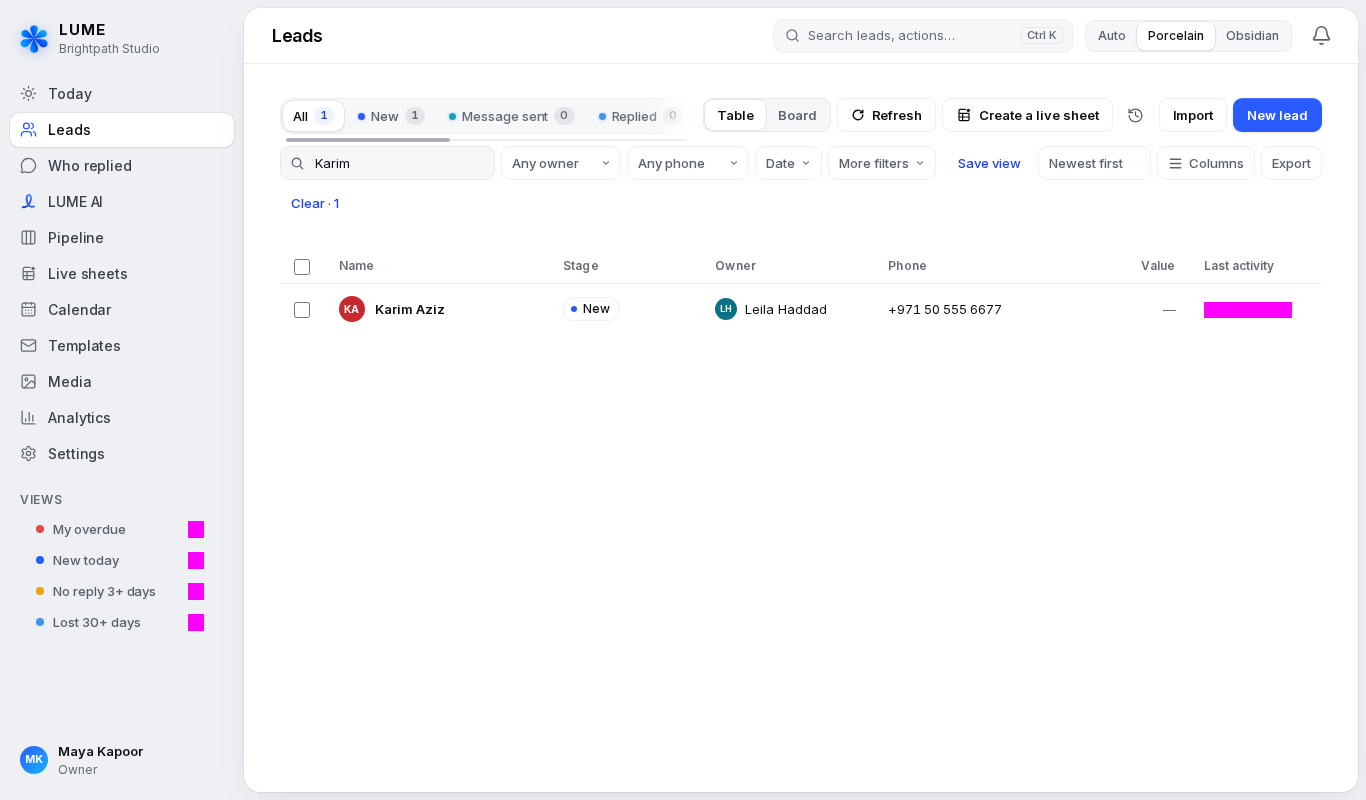 LUME
Brightpath Studio
Today
Leads
Who replied
LUME AI
Pipeline
Live sheets
Calendar
Templates
Media
Analytics
Settings
VIEWS
My overdue
New today
No reply 3+ days
Lost 30+ days
MK
Maya Kapoor
Owner
Leads
Search leads, actions… Ctrl K
Auto Porcelain Obsidian
All 1 New 1 Message sent 0 Replied 0
Table Board Refresh Create a live sheet Import New lead
Karim Any owner Any phone Date More filters Save view Newest first Columns Export
Clear · 1
Name Stage Owner Phone Value Last activity
KA Karim Aziz New LH Leila Haddad +971 50 555 6677 —